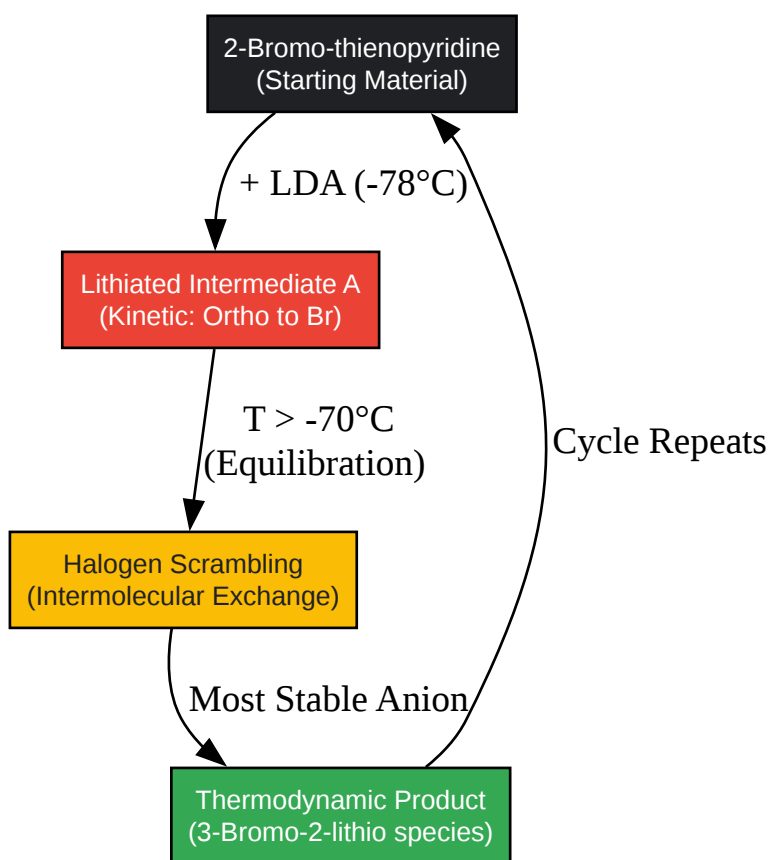 2-Bromo-thienopyridine
(Starting Material)
+ LDA (-78°C)
Lithiated Intermediate A
(Kinetic: Ortho to Br)
T > -70°C
(Equilibration)
Cycle Repeats
Halogen Scrambling
(Intermolecular Exchange)
Most Stable Anion
Thermodynamic Product
(3-Bromo-2-lithio species)